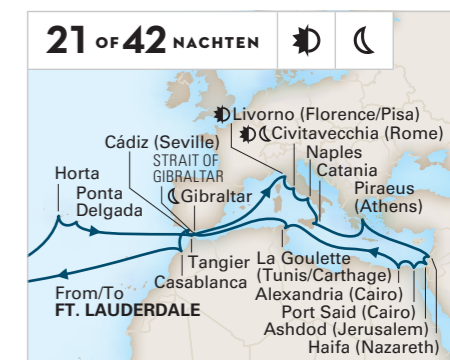 21 OF 42 NACHTEN
Livorno (Florence/Pisa)
Civitavecchia (Rome)
Cádiz (Seville)
Naples
STRAIT OF
GIBRALTAR
Catania
Horta
Piraeus
(Athens)
Ponta
Delgada
Gibraltar
Tangier
Casablanca
La Goulette
(Tunis/Carthage)
Alexandria (Cairo)
Port Said (Cairo)
Ashdod (Jerusalem)
Haifa (Nazareth)
From/To
FT. LAUDERDALE